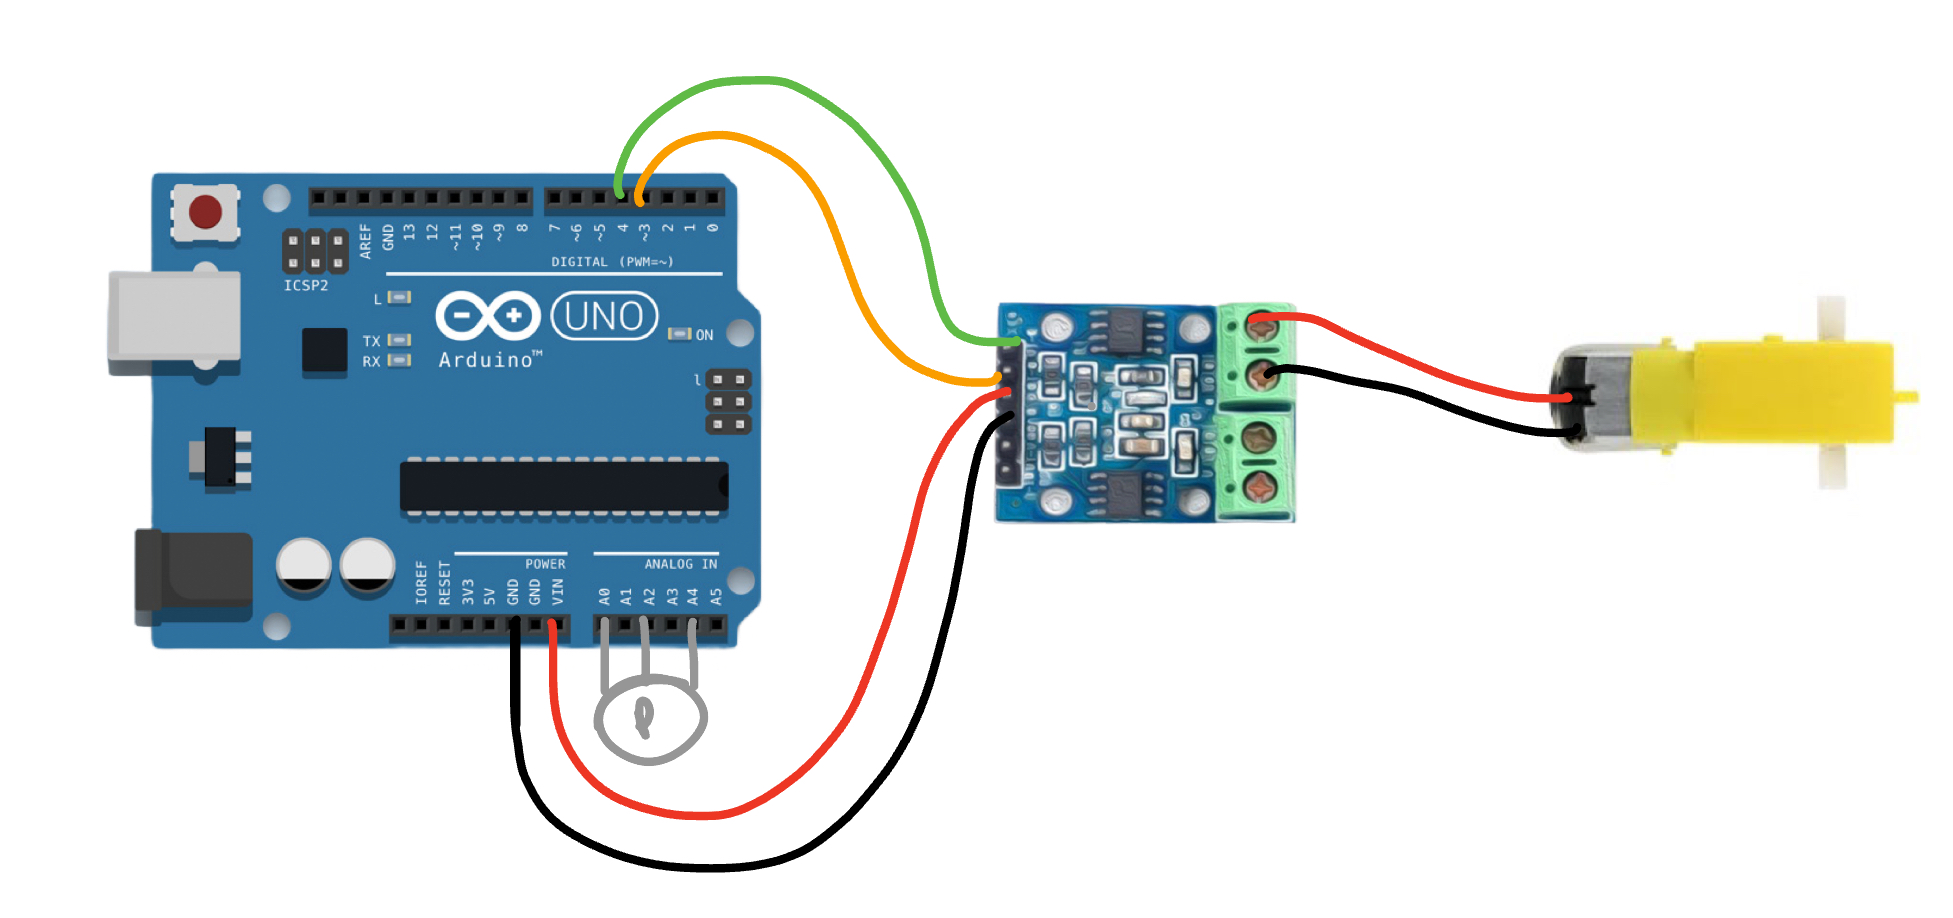 AREF GND 13 12 ~11 ~10 ~9 8 7 ~6 ~5 4 ~3 2 1 0
DIGITAL (PWM=~)
ICSP2
L
UNO
ON
TX
RX
Arduino™
l
POWER
ANALOG IN
IOREF RESET 3V3 5V GND GND VIN A0 A1 A2 A3 A4 A5
P